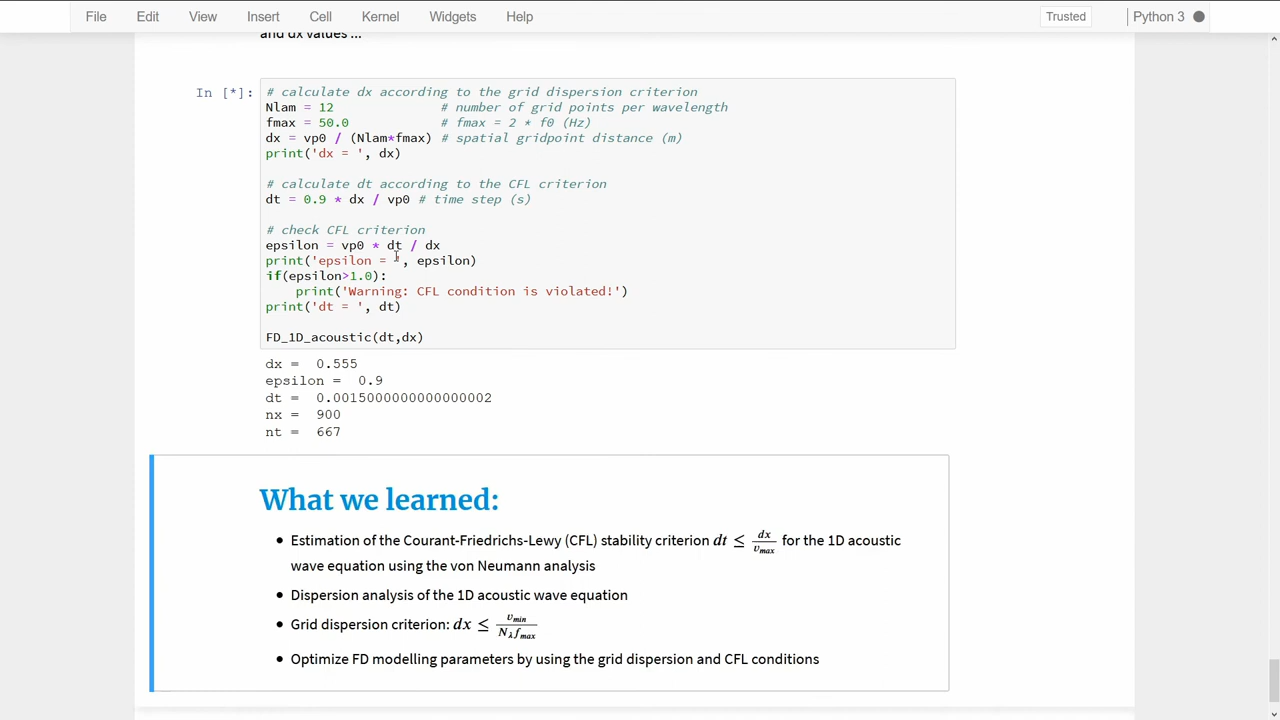 File Edit View Insert Cell Kernel Widgets Help Trusted Python 3
and dx values ...
In [*]:
# calculate dx according to the grid dispersion criterion
Nlam = 12 # number of grid points per wavelength
fmax = 50.0 # fmax = 2 * f0 (Hz)
dx = vp0 / (Nlam*fmax) # spatial gridpoint distance (m)
print('dx = ', dx)
# calculate dt according to the CFL criterion
dt = 0.9 * dx / vp0 # time step (s)
# check CFL criterion
epsilon = vp0 * dt / dx
print('epsilon = ', epsilon)
if(epsilon>1.0):
print('Warning: CFL condition is violated!')
print('dt = ', dt)
FD_1D_acoustic(dt,dx)
dx = 0.555
epsilon = 0.9
dt = 0.0015000000000000002
nx = 900
nt = 667
What we learned:
• Estimation of the Courant-Friedrichs-Lewy (CFL) stability criterion dt ≤ dx/v_max for the 1D acoustic
wave equation using the von Neumann analysis
• Dispersion analysis of the 1D acoustic wave equation
• Grid dispersion criterion: dx ≤ v_min/N_λ f_max
• Optimize FD modelling parameters by using the grid dispersion and CFL conditions